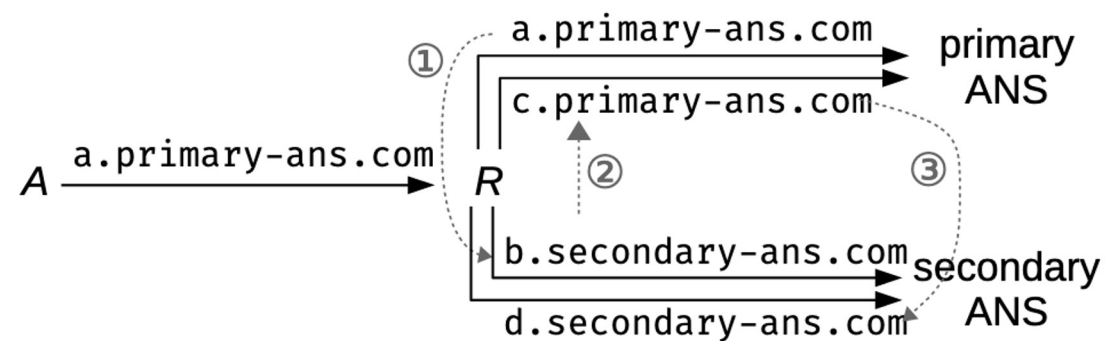 a.primary-ans.com
①
primary
ANS
c.primary-ans.com
a.primary-ans.com
A
R
②
③
b.secondary-ans.com
secondary
ANS
d.secondary-ans.com